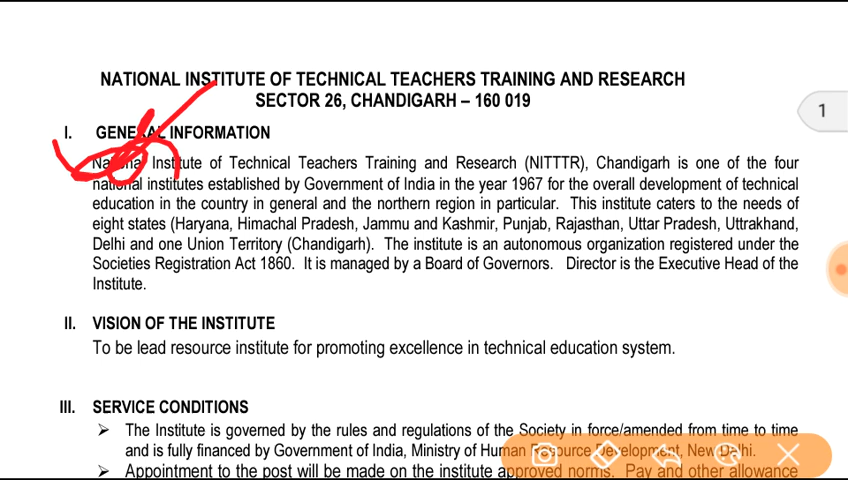 NATIONAL INSTITUTE OF TECHNICAL TEACHERS TRAINING AND RESEARCH
SECTOR 26, CHANDIGARH – 160 019
1
I. GENERAL INFORMATION
National Institute of Technical Teachers Training and Research (NITTTR), Chandigarh is one of the four
national institutes established by Government of India in the year 1967 for the overall development of technical
education in the country in general and the northern region in particular. This institute caters to the needs of
eight states (Haryana, Himachal Pradesh, Jammu and Kashmir, Punjab, Rajasthan, Uttar Pradesh, Uttrakhand,
Delhi and one Union Territory (Chandigarh). The institute is an autonomous organization registered under the
Societies Registration Act 1860. It is managed by a Board of Governors. Director is the Executive Head of the
Institute.
II. VISION OF THE INSTITUTE
To be lead resource institute for promoting excellence in technical education system.
III. SERVICE CONDITIONS
➢ The Institute is governed by the rules and regulations of the Society in force/amended from time to time
and is fully financed by Government of India, Ministry of Human Resource Development, New Delhi.
➢ Appointment to the post will be made on the institute approved norms. Pay and other allowance